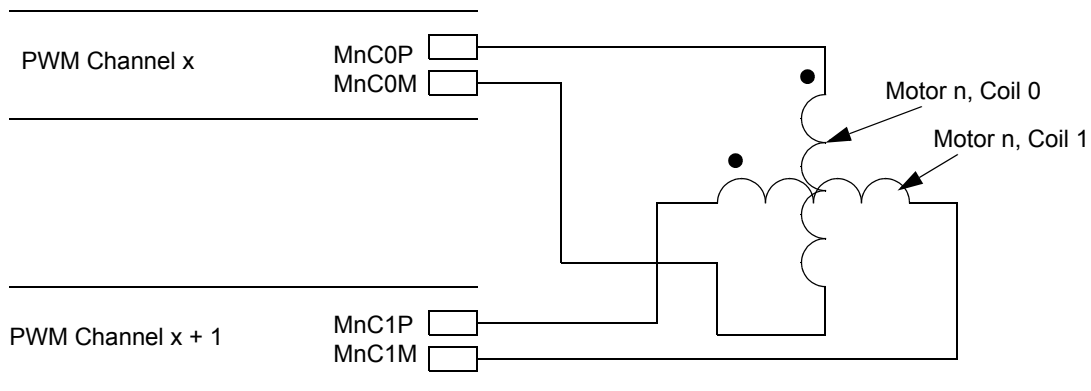 PWM Channel x
MnC0P
MnC0M
Motor n, Coil 0
Motor n, Coil 1
PWM Channel x + 1
MnC1P
MnC1M